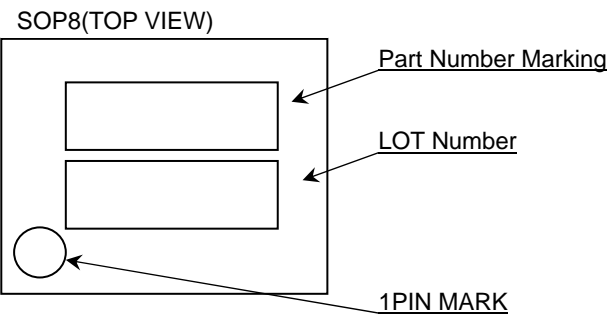 SOP8(TOP VIEW)
Part Number Marking
LOT Number
1PIN MARK